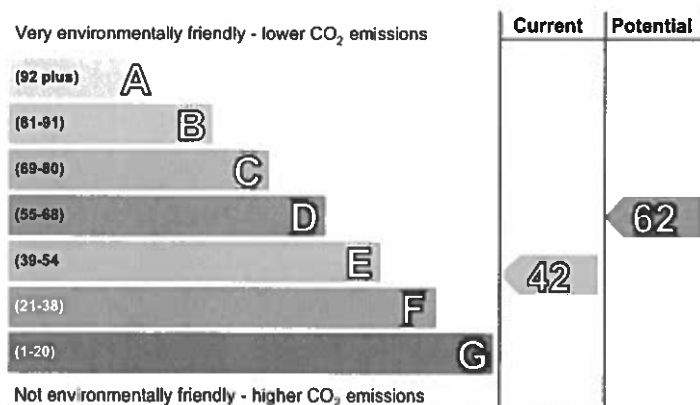 Current Potential
Very environmentally friendly - lower CO₂ emissions
(92 plus) A
(81-91) B
(69-80) C
(55-68) D
62
(39-54 E
42
(21-38) F
(1-20) G
Not environmentally friendly - higher CO₂ emissions